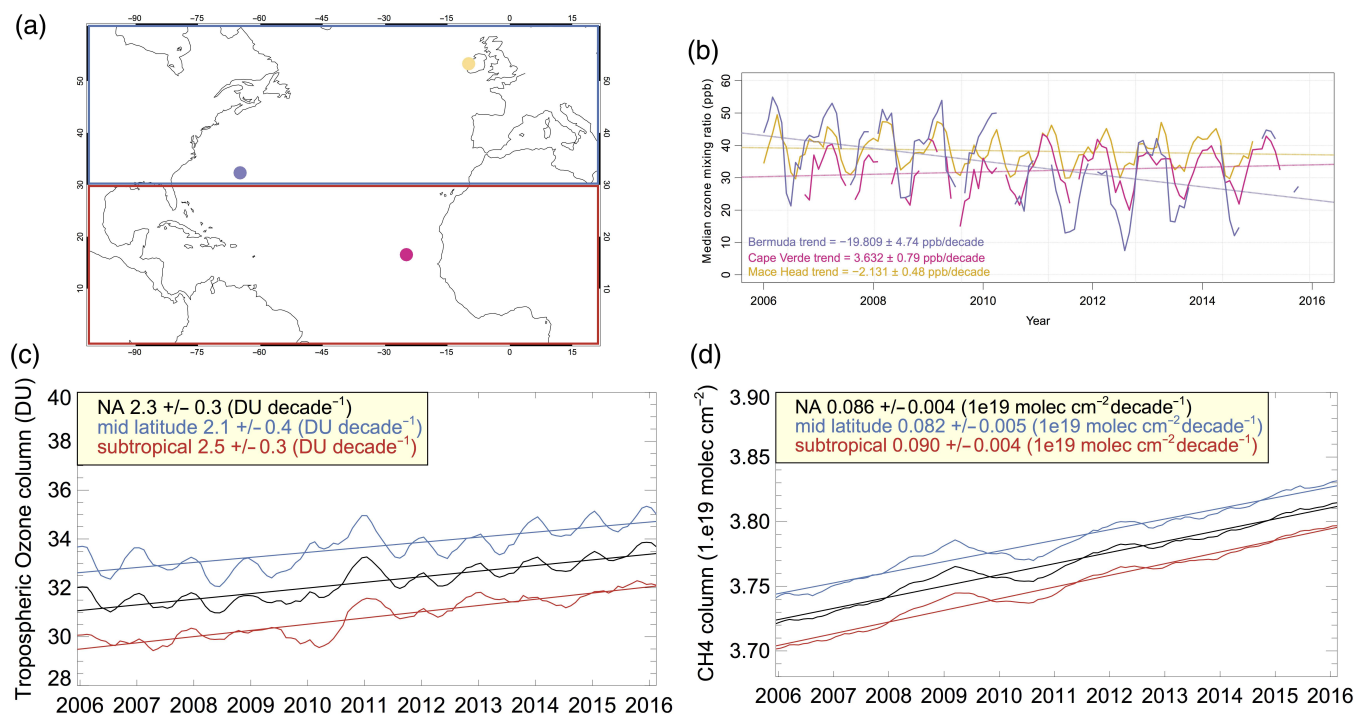 (a)
−90 −75 −60 −45 −30 −15 0 15
50 50
40 40
30 30
20 20
10 10
−90 −75 −60 −45 −30 −15 0 15
(b)
Median ozone mixing ratio (ppb)
60
50
40
30
20
10
0
Bermuda trend = −19.809 ± 4.74 ppb/decade
Cape Verde trend = 3.632 ± 0.79 ppb/decade
Mace Head trend = −2.131 ± 0.48 ppb/decade
2006 2008 2010 2012 2014 2016
Year
(c)
Tropospheric Ozone column (DU)
40
38
36
34
32
30
28
NA 2.3 +/− 0.3 (DU decade−1)
mid latitude 2.1 +/−0.4 (DU decade−1)
subtropical 2.5 +/−0.3 (DU decade−1)
2006 2007 2008 2009 2010 2011 2012 2013 2014 2015 2016
(d)
CH4 column (1.e19 molec cm−2)
3.90
3.85
3.80
3.75
3.70
NA 0.086 +/−0.004 (1e19 molec cm−2decade−1)
mid latitude 0.082 +/−0.005 (1e19 molec cm−2decade−1)
subtropical 0.090 +/−0.004 (1e19 molec cm−2decade−1)
2006 2007 2008 2009 2010 2011 2012 2013 2014 2015 2016